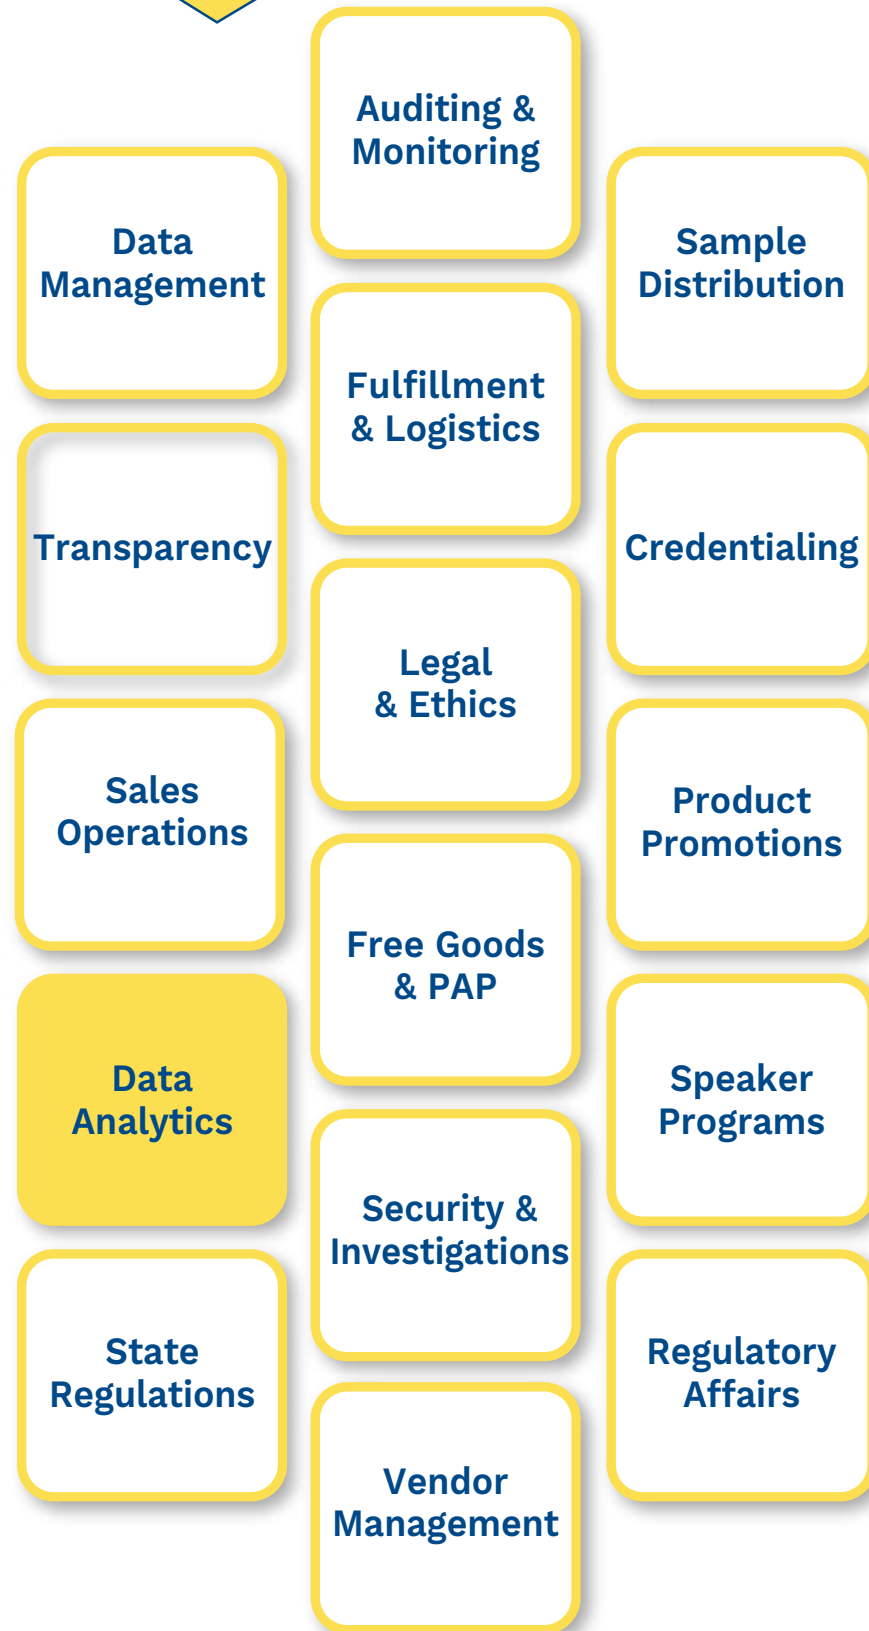 Auditing &
Monitoring
Data
Management
Sample
Distribution
Fulfillment
& Logistics
Transparency
Credentialing
Legal
& Ethics
Sales
Operations
Product
Promotions
Free Goods
& PAP
Data
Analytics
Speaker
Programs
Security &
Investigations
State
Regulations
Regulatory
Affairs
Vendor
Management